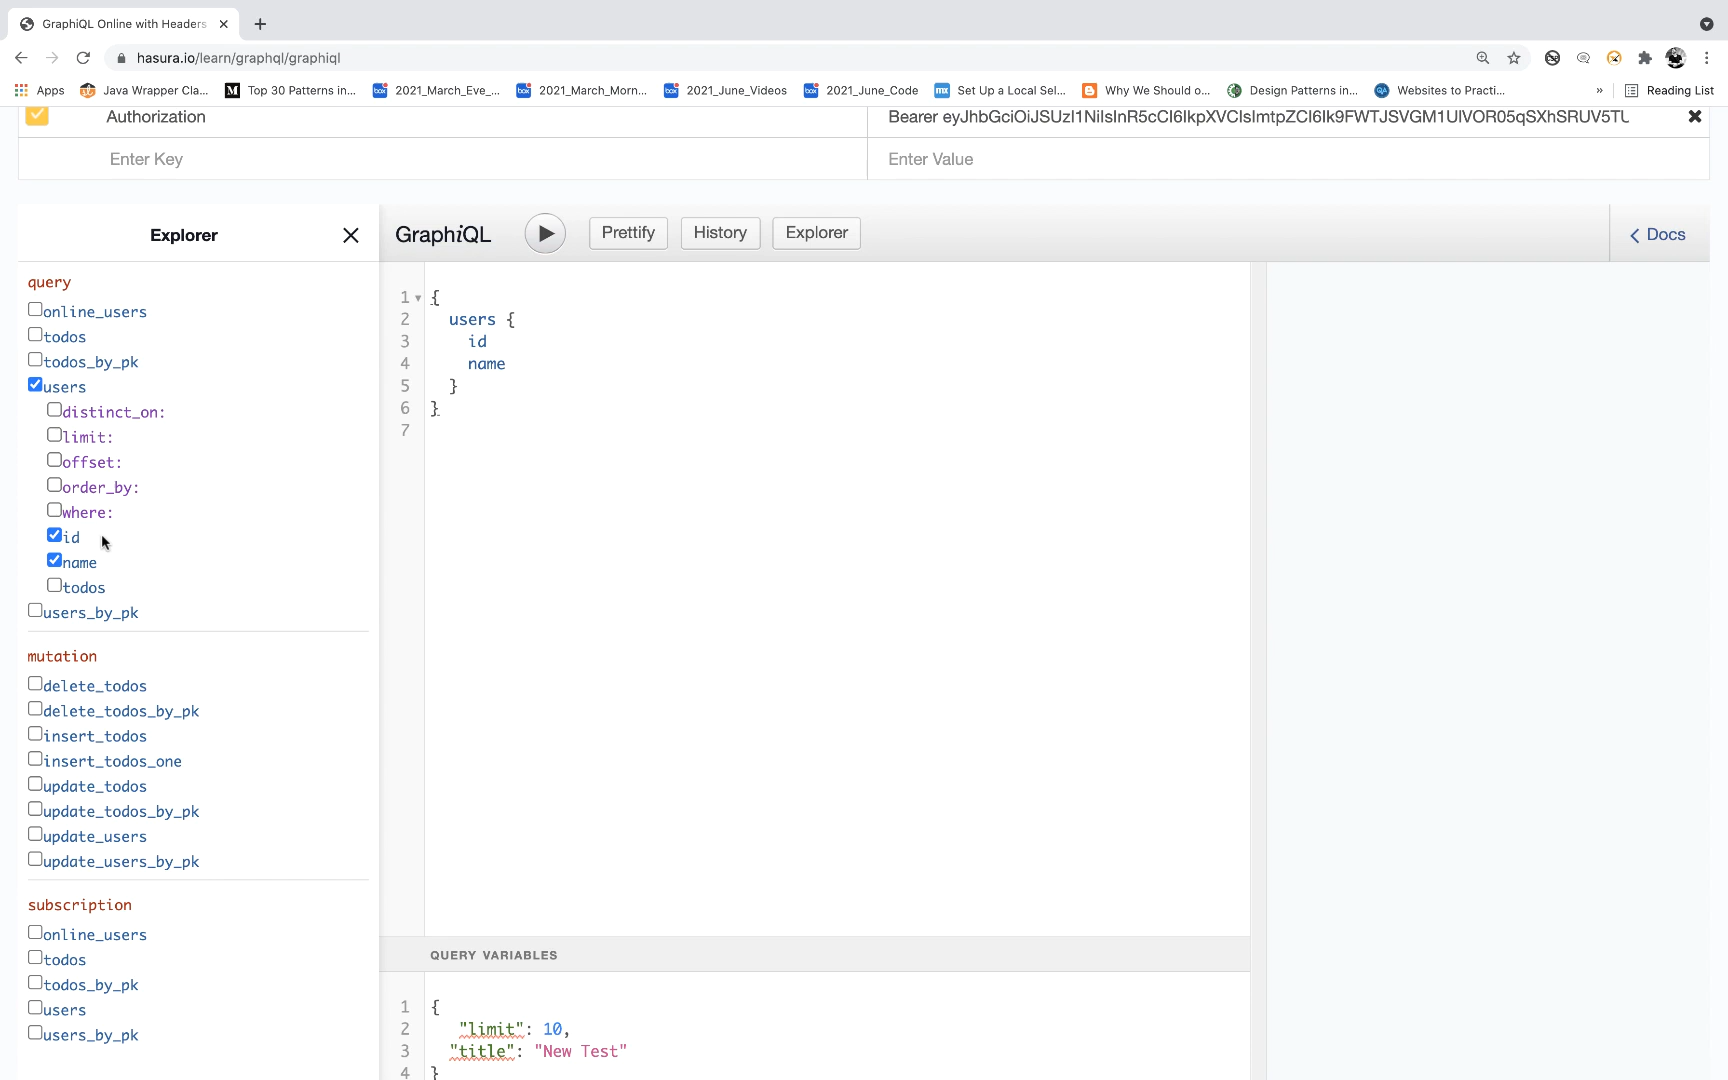 GraphiQL Online with Headers
hasura.io/learn/graphql/graphiql
Apps Java Wrapper Cla... Top 30 Patterns in... 2021_March_Eve_... 2021_March_Morn... 2021_June_Videos 2021_June_Code Set Up a Local Sel... Why We Should o... Design Patterns in... Websites to Practi... » Reading List
Authorization Bearer
Enter Key Enter Value
Explorer
GraphiQL Prettify History Explorer Docs
query
online_users
todos
todos_by_pk
users
distinct_on:
limit:
offset:
order_by:
where:
id
name
todos
users_by_pk
mutation
delete_todos
delete_todos_by_pk
insert_todos
insert_todos_one
update_todos
update_todos_by_pk
update_users
update_users_by_pk
subscription
online_users
todos
todos_by_pk
users
users_by_pk
1 {
2 users {
3 id
4 name
5 }
6 }
7
QUERY VARIABLES
1 {
2 "limit": 10,
3 "title": "New Test"
4 }